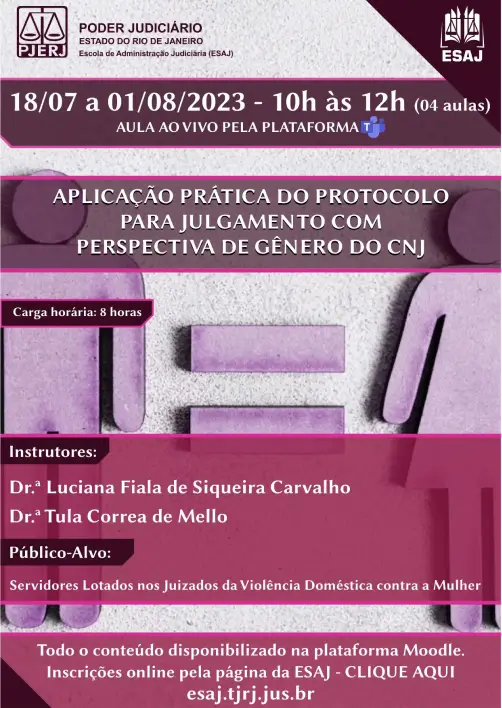 PJERJ
PODER JUDICIÁRIO
ESTADO DO RIO DE JANEIRO
Escola de Administração Judiciária (ESAJ)
ESAJ
18/07 a 01/08/2023 - 10h às 12h (04 aulas)
AULA AO VIVO PELA PLATAFORMA T
APLICAÇÃO PRÁTICA DO PROTOCOLO
PARA JULGAMENTO COM
PERSPECTIVA DE GÊNERO DO CNJ
Carga horária: 8 horas
Instrutores:
Dr.ª Luciana Fiala de Siqueira Carvalho
Dr.ª Tula Correa de Mello
Público-Alvo:
Servidores Lotados nos Juizados da Violência Doméstica contra a Mulher
Todo o conteúdo disponibilizado na plataforma Moodle.
Inscrições online pela página da ESAJ - CLIQUE AQUI
esaj.tjrj.jus.br